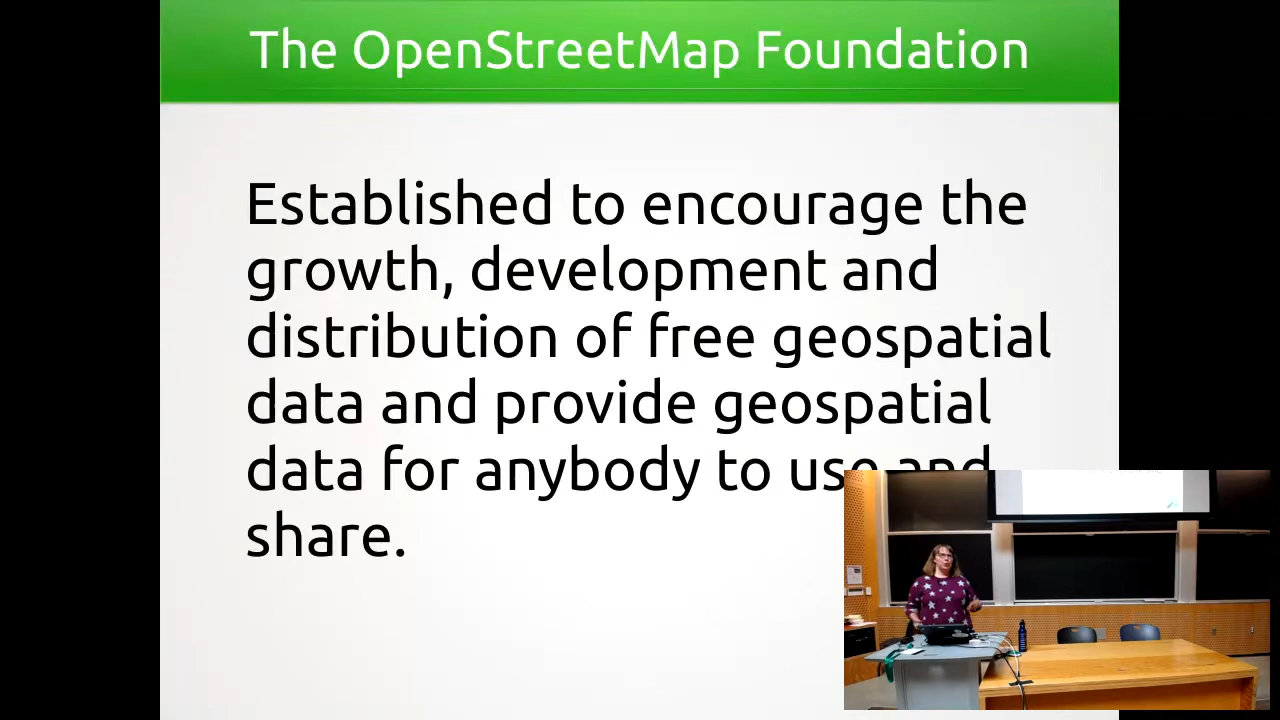 The OpenStreetMap Foundation
Established to encourage the
growth, development and
distribution of free geospatial
data and provide geospatial
data for anybody to use and
share.